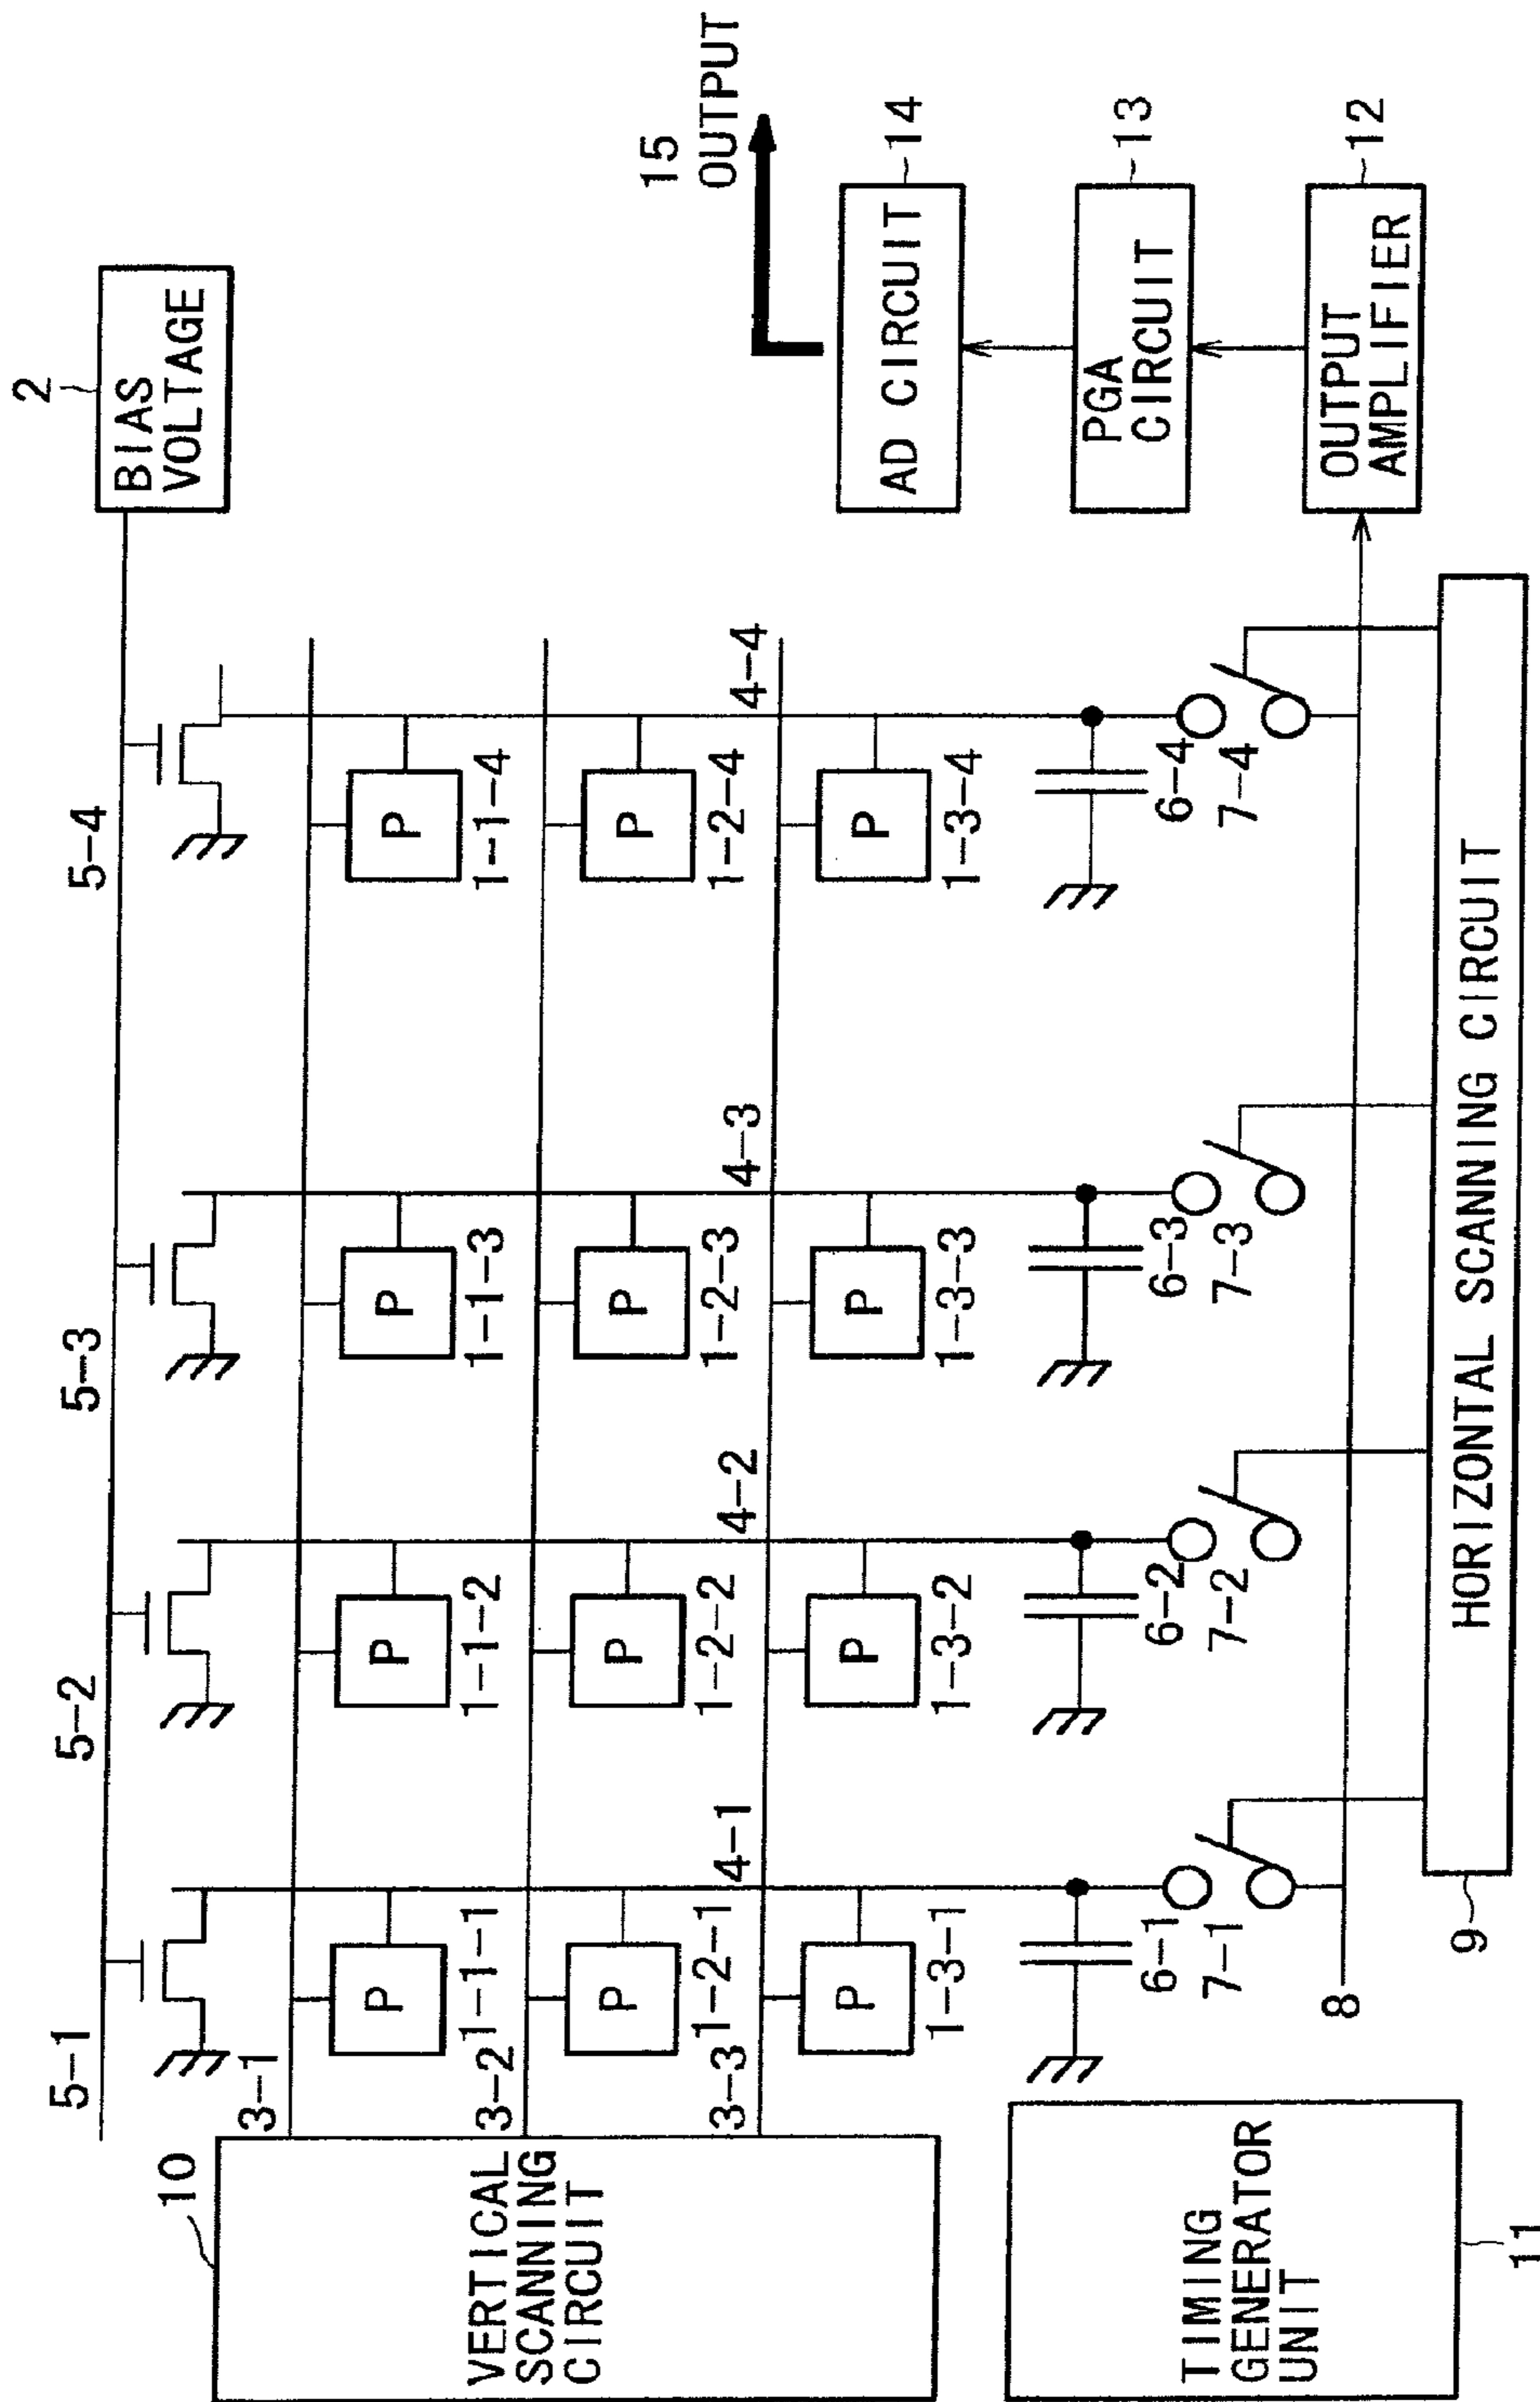 2
BIAS
VOLTAGE
5-1
5-2
5-3
5-4
10
VERTICAL
SCANNING
CIRCUIT
3-1
P
1-1-1
P
1-1-2
P
1-1-3
P
1-1-4
3-2
P
1-2-1
P
1-2-2
P
1-2-3
P
1-2-4
4-1
4-2
4-3
4-4
3-3
P
1-3-1
P
1-3-2
P
1-3-3
P
1-3-4
6-1
6-2
6-3
6-4
7-1
7-2
7-3
7-4
8
TIMING
GENERATOR
UNIT
11
9
HORIZONTAL SCANNING CIRCUIT
15
OUTPUT
AD CIRCUIT
14
PGA
CIRCUIT
13
OUTPUT
AMPLIFIER
12